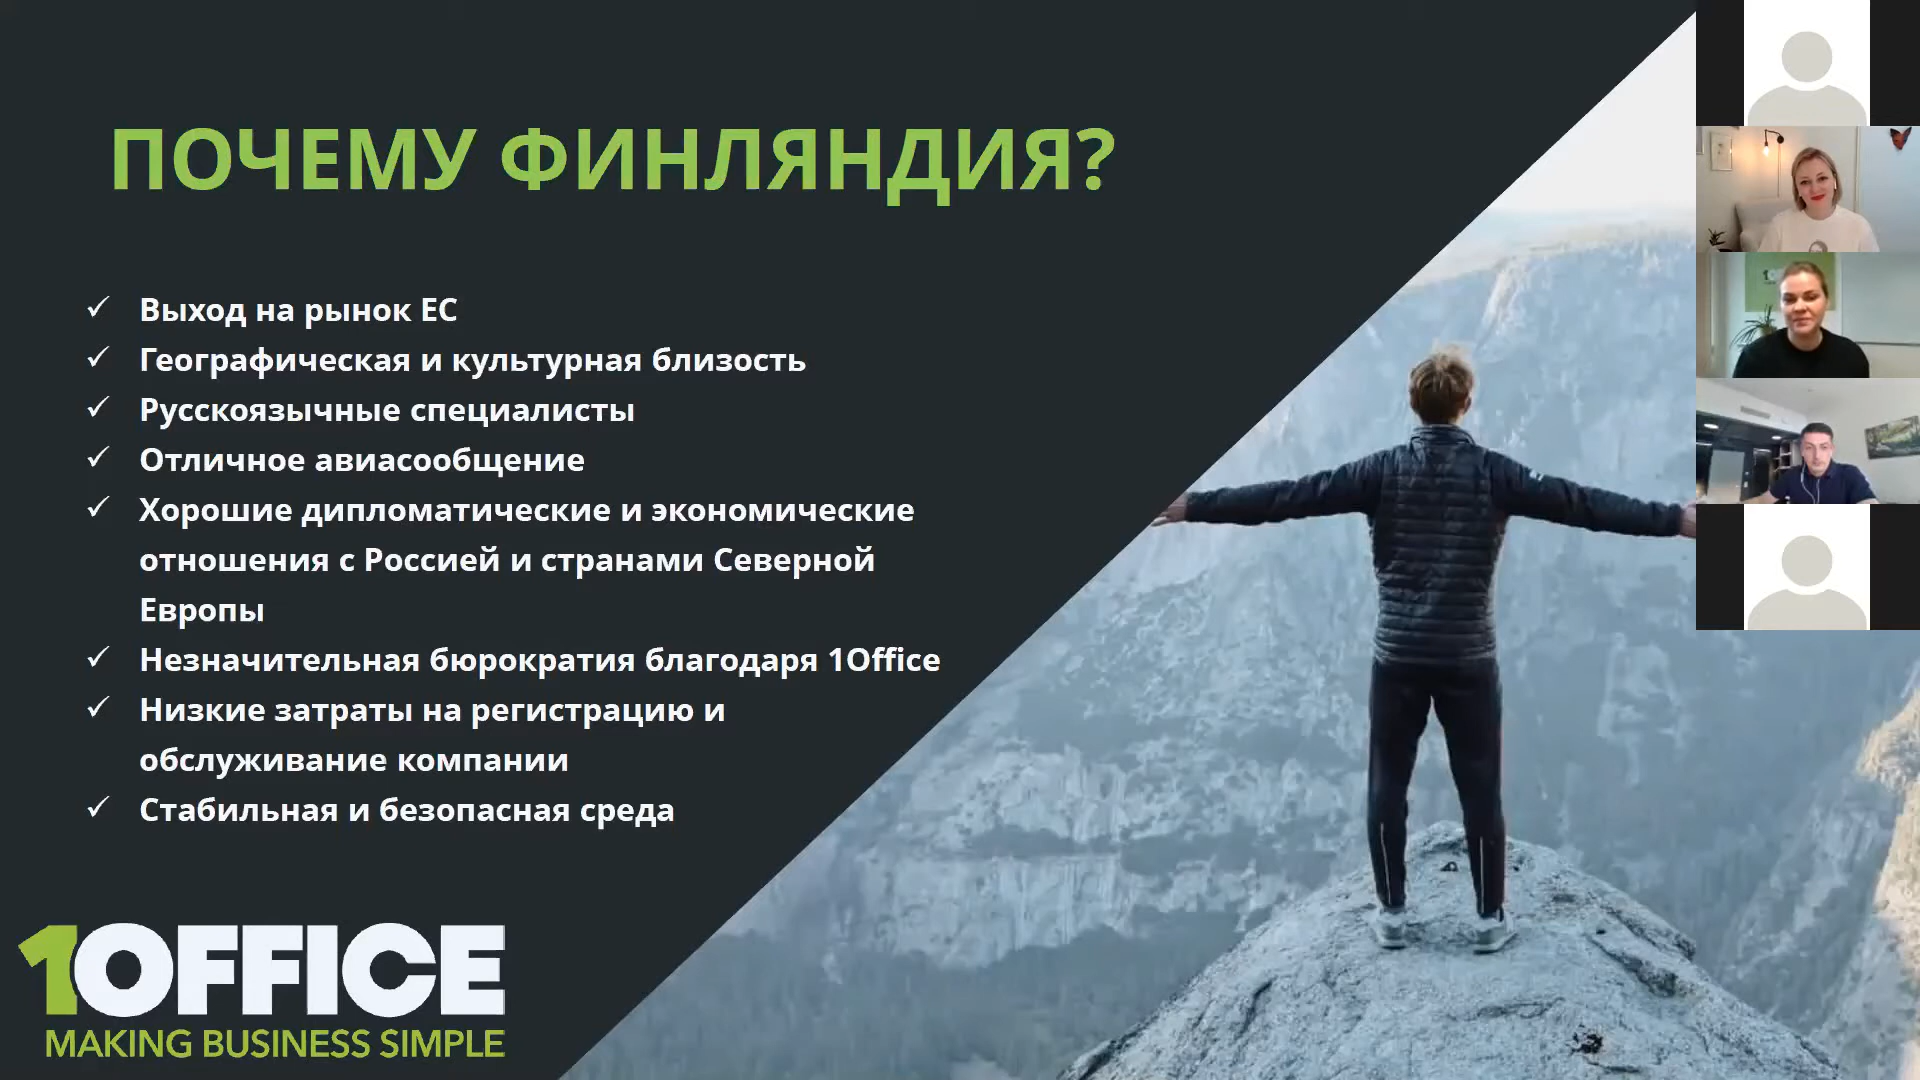 ПОЧЕМУ ФИНЛЯНДИЯ?
✓ Выход на рынок ЕС
✓ Географическая и культурная близость
✓ Русскоязычные специалисты
✓ Отличное авиасообщение
✓ Хорошие дипломатические и экономические
отношения с Россией и странами Северной
Европы
✓ Незначительная бюрократия благодаря 1Office
✓ Низкие затраты на регистрацию и
обслуживание компании
✓ Стабильная и безопасная среда
1OFFICE
MAKING BUSINESS SIMPLE